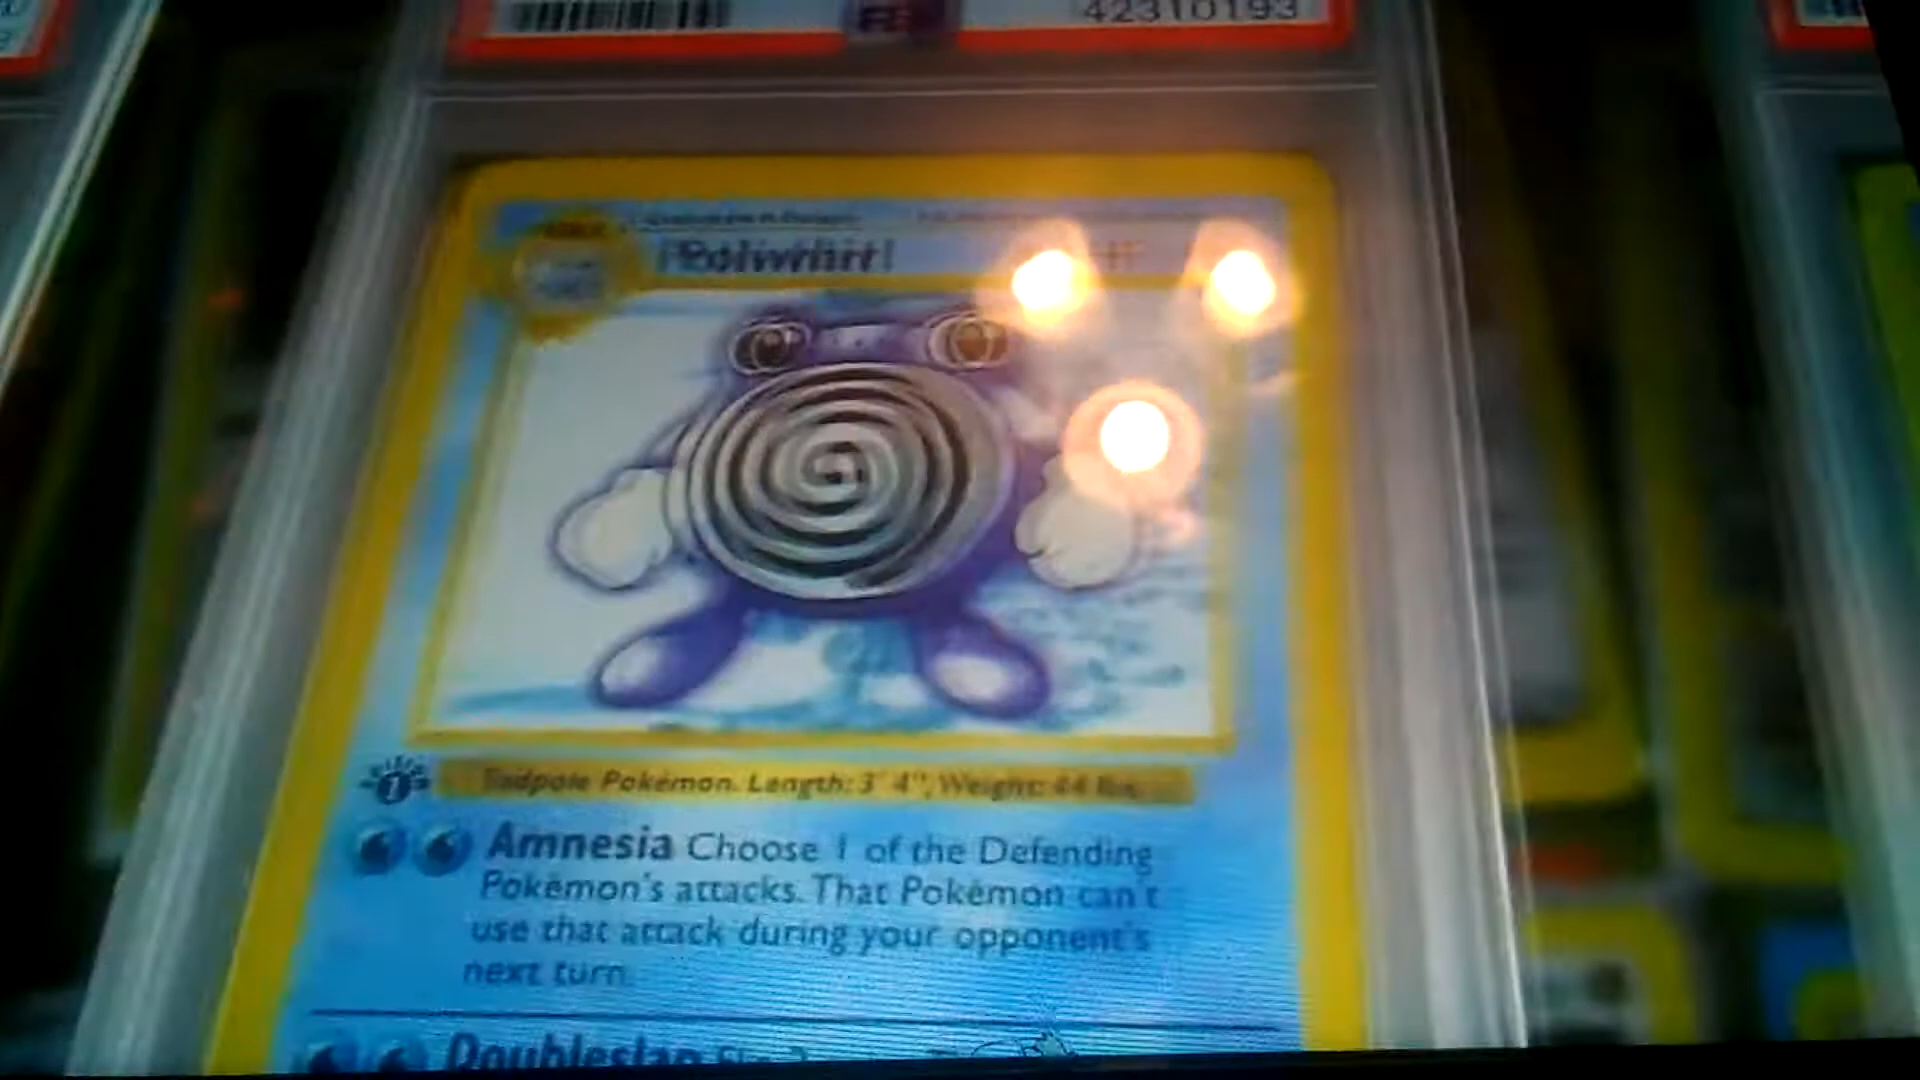 42310193
Poliwhirl
Tadpole Pokémon. Length: 3' 4", Weight: 44 lbs.
Amnesia Choose 1 of the Defending
Pokémon's attacks. That Pokémon can't
use that attack during your opponent's
next turn.
Doubleslap